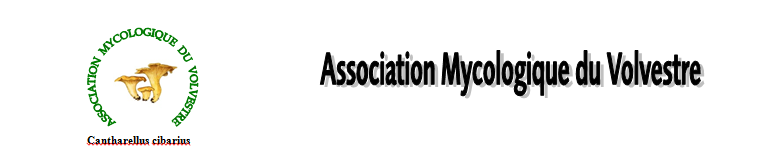 ASSOCIATION MYCOLOGIQUE DU VOLVESTRE
Cantharellus cibarius
Association Mycologique du Volvestre